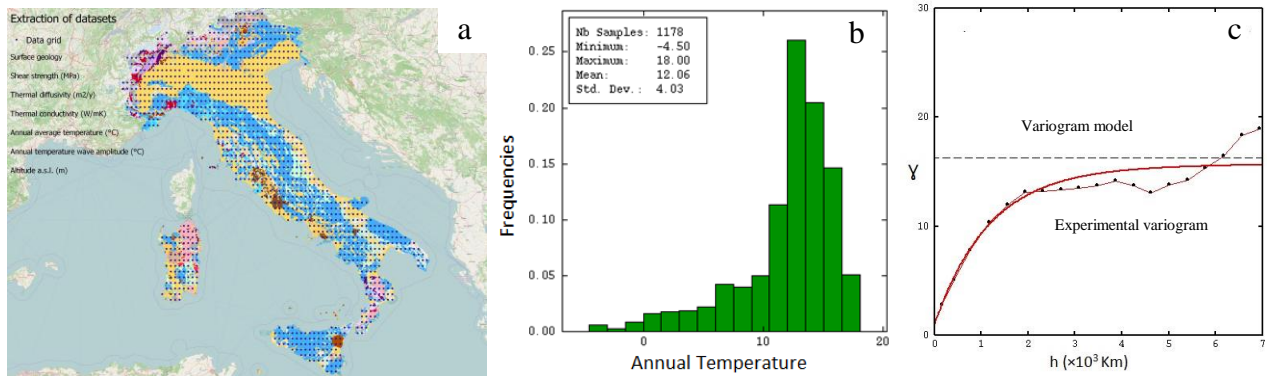 Extraction of datasets
• Data grid
Surface geology
Shear strength (MPa)
Thermal diffusivity (m2/y)
Thermal conductivity (W/mK)
Annual average temperature (°C)
Annual temperature wave amplitude (°C)
Altitude a.s.l. (m)
a
b
Nb Samples: 1178
Minimum: -4.50
Maximum: 18.00
Mean: 12.06
Std. Dev.: 4.03
0.25
0.20
0.15
0.10
0.05
0.00
Frequencies
0 10 20
Annual Temperature
c
30
20
10
0
γ
Variogram model
Experimental variogram
0 1 2 3 4 5 6 7
h (×10³ Km)